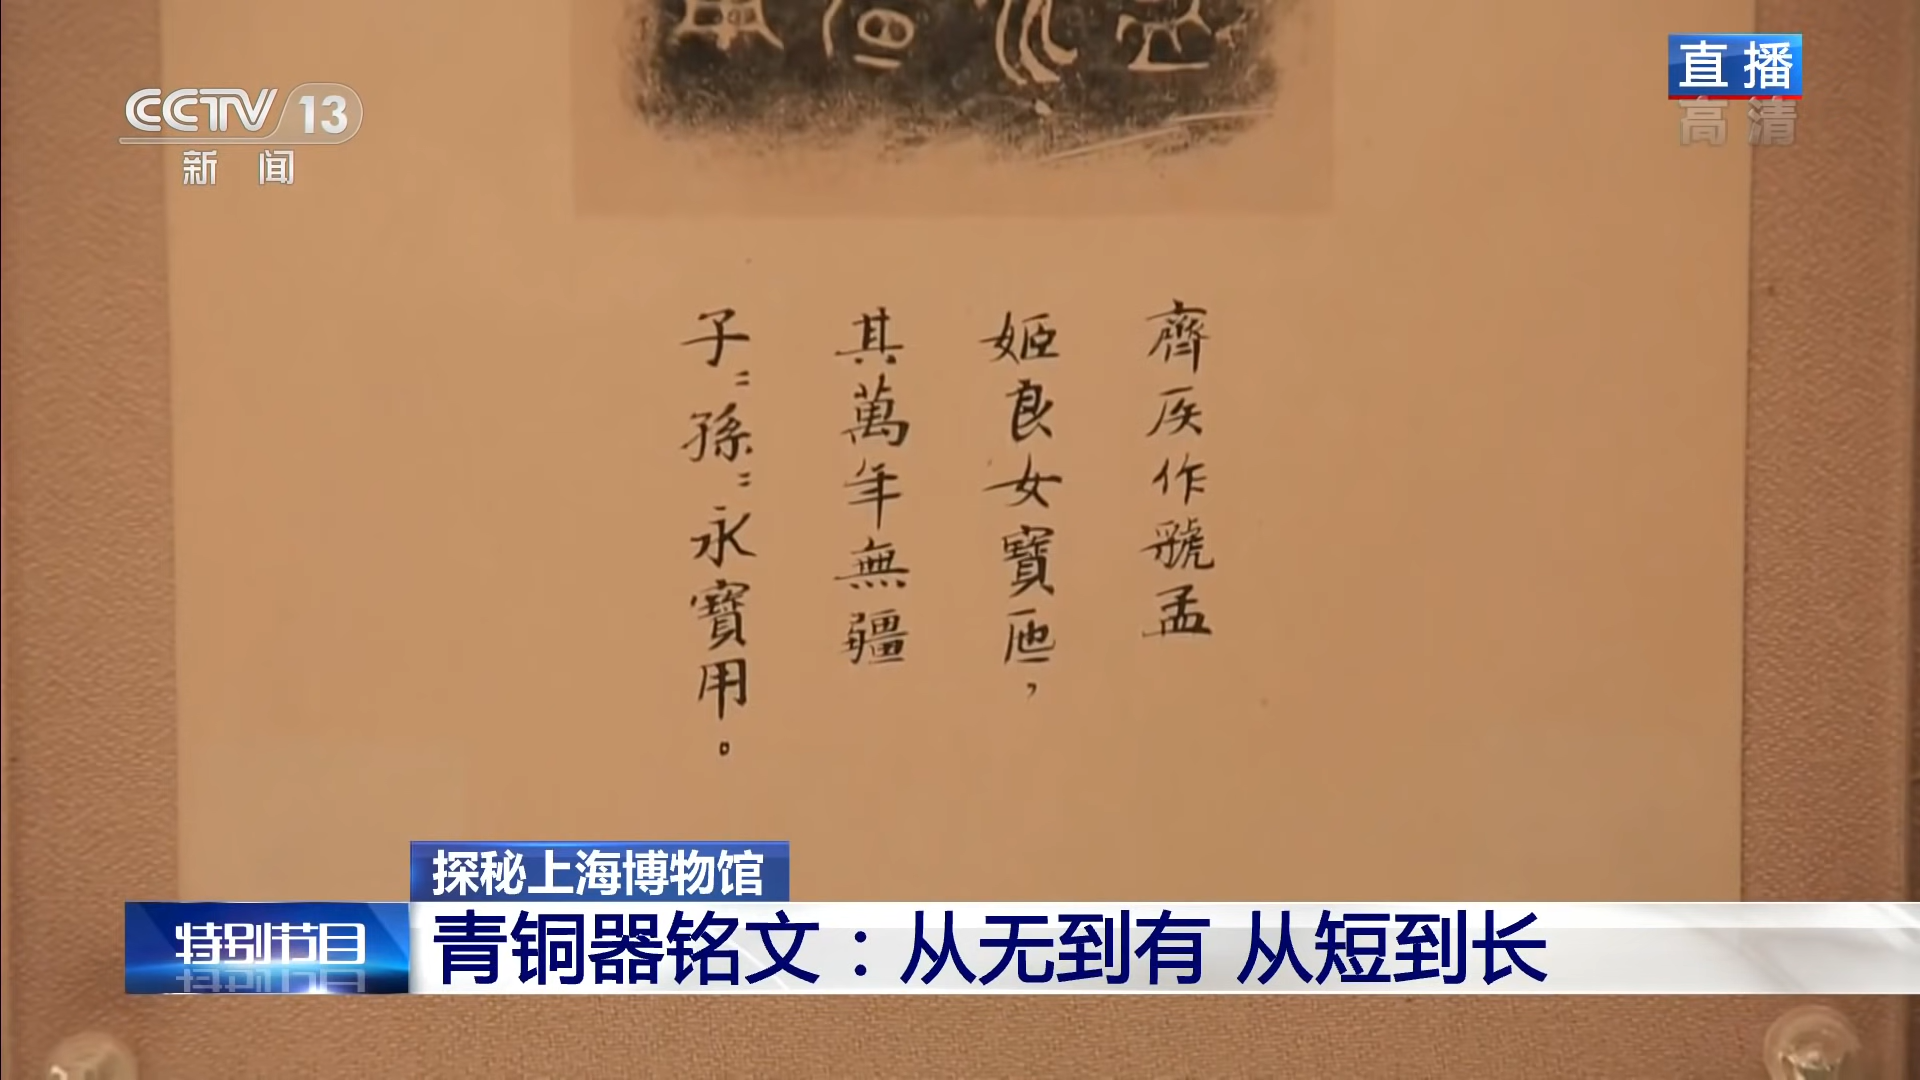 CCTV 13
新闻
直播
高清
齊矦作虢孟
姬良女寶匜，
其萬年無疆
子=孫=永寶用。
探秘上海博物馆
特别节目
青铜器铭文：从无到有 从短到长